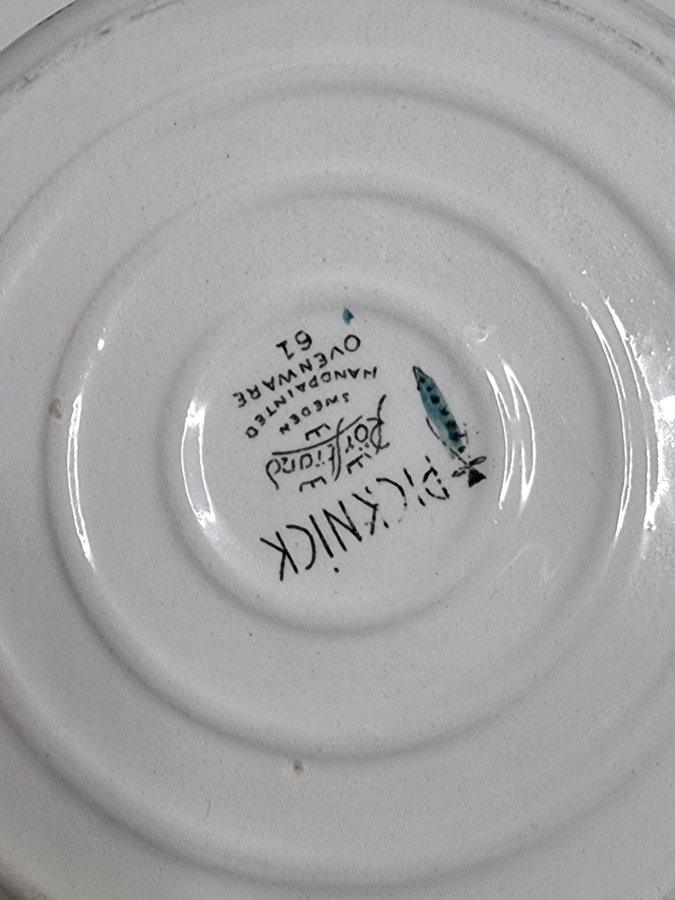 PICKNICK
Rörstrand
SWEDEN
HANDPAINTED
OVENWARE
61